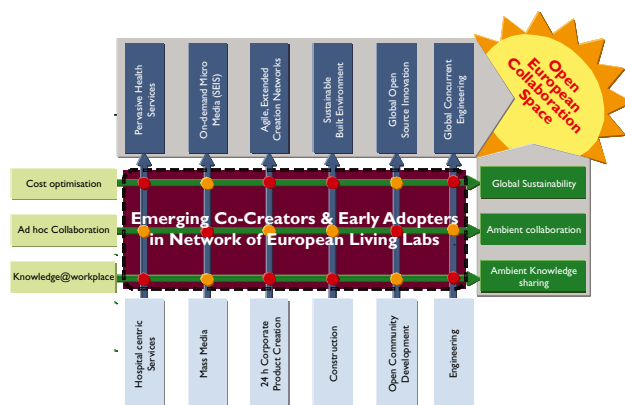 Pervasive Health
Services
On-demand Micro
Media (SEIS)
Agile, Extended
Creation Networks
Sustainable
Built Environment
Global Open
Source Innovation
Global Concurrent
Engineering
Open
European
Collaboration
Space
Cost optimisation
Global Sustainability
Emerging Co-Creators & Early Adopters
in Network of European Living Labs
Ad hoc Collaboration
Ambient collaboration
Knowledge@workplace
Ambient Knowledge
sharing
Hospital centric
Services
Mass Media
24 h Corporate
Product Creation
Construction
Open Community
Development
Engineering